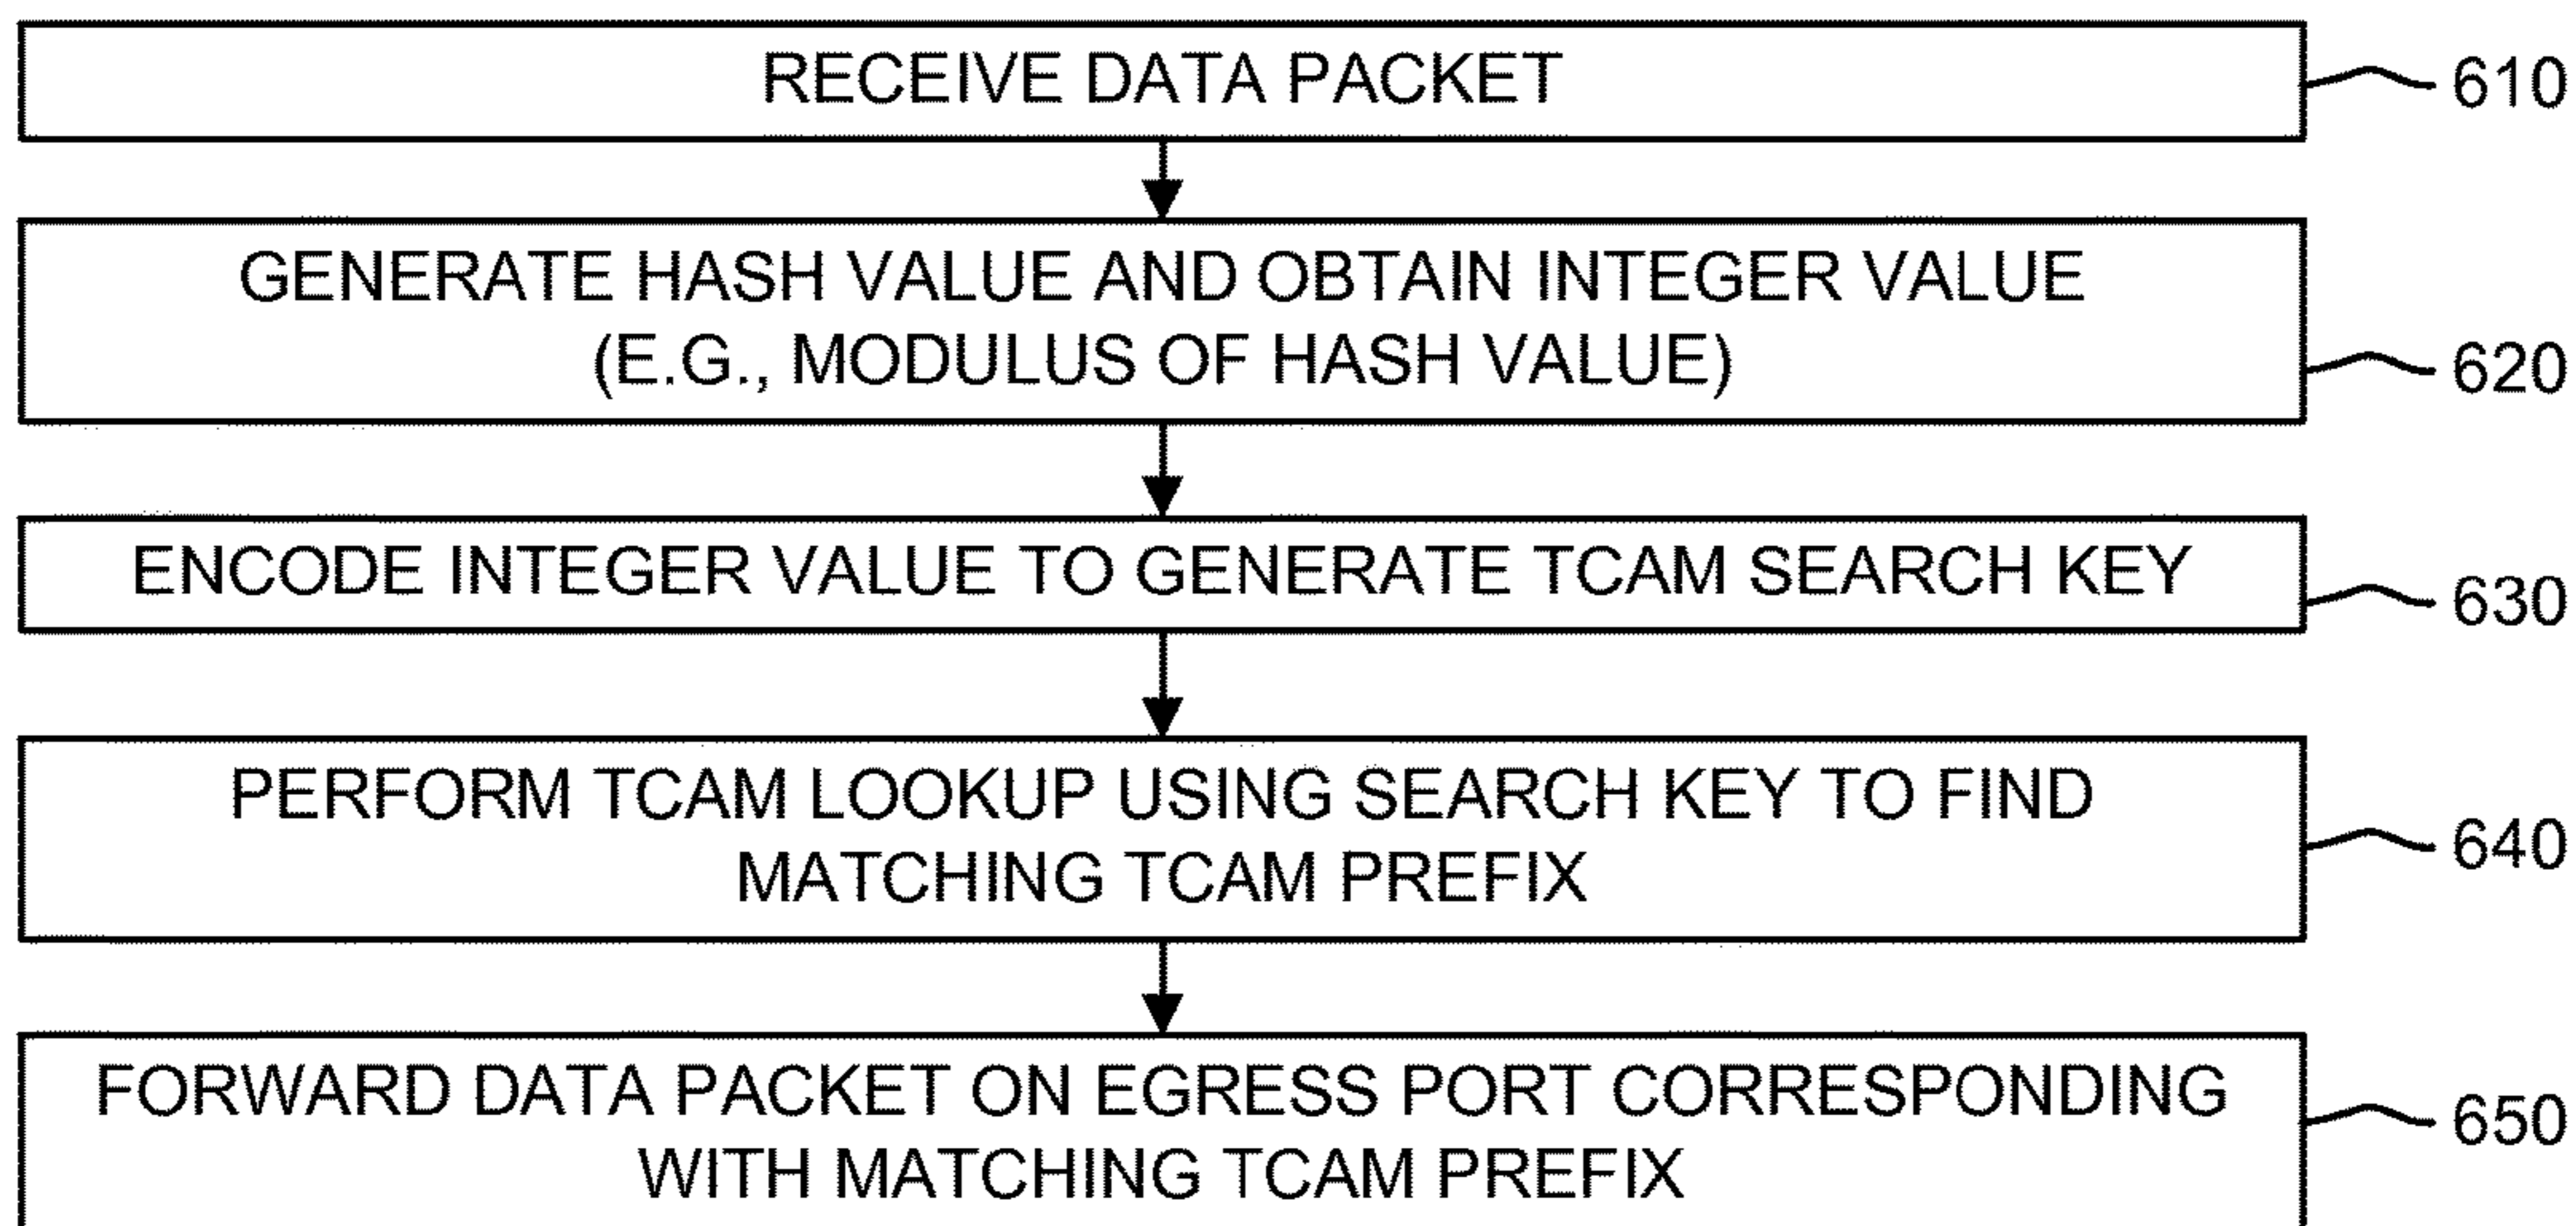 RECEIVE DATA PACKET
610
GENERATE HASH VALUE AND OBTAIN INTEGER VALUE
(E.G., MODULUS OF HASH VALUE)
620
ENCODE INTEGER VALUE TO GENERATE TCAM SEARCH KEY
630
PERFORM TCAM LOOKUP USING SEARCH KEY TO FIND
MATCHING TCAM PREFIX
640
FORWARD DATA PACKET ON EGRESS PORT CORRESPONDING
WITH MATCHING TCAM PREFIX
650